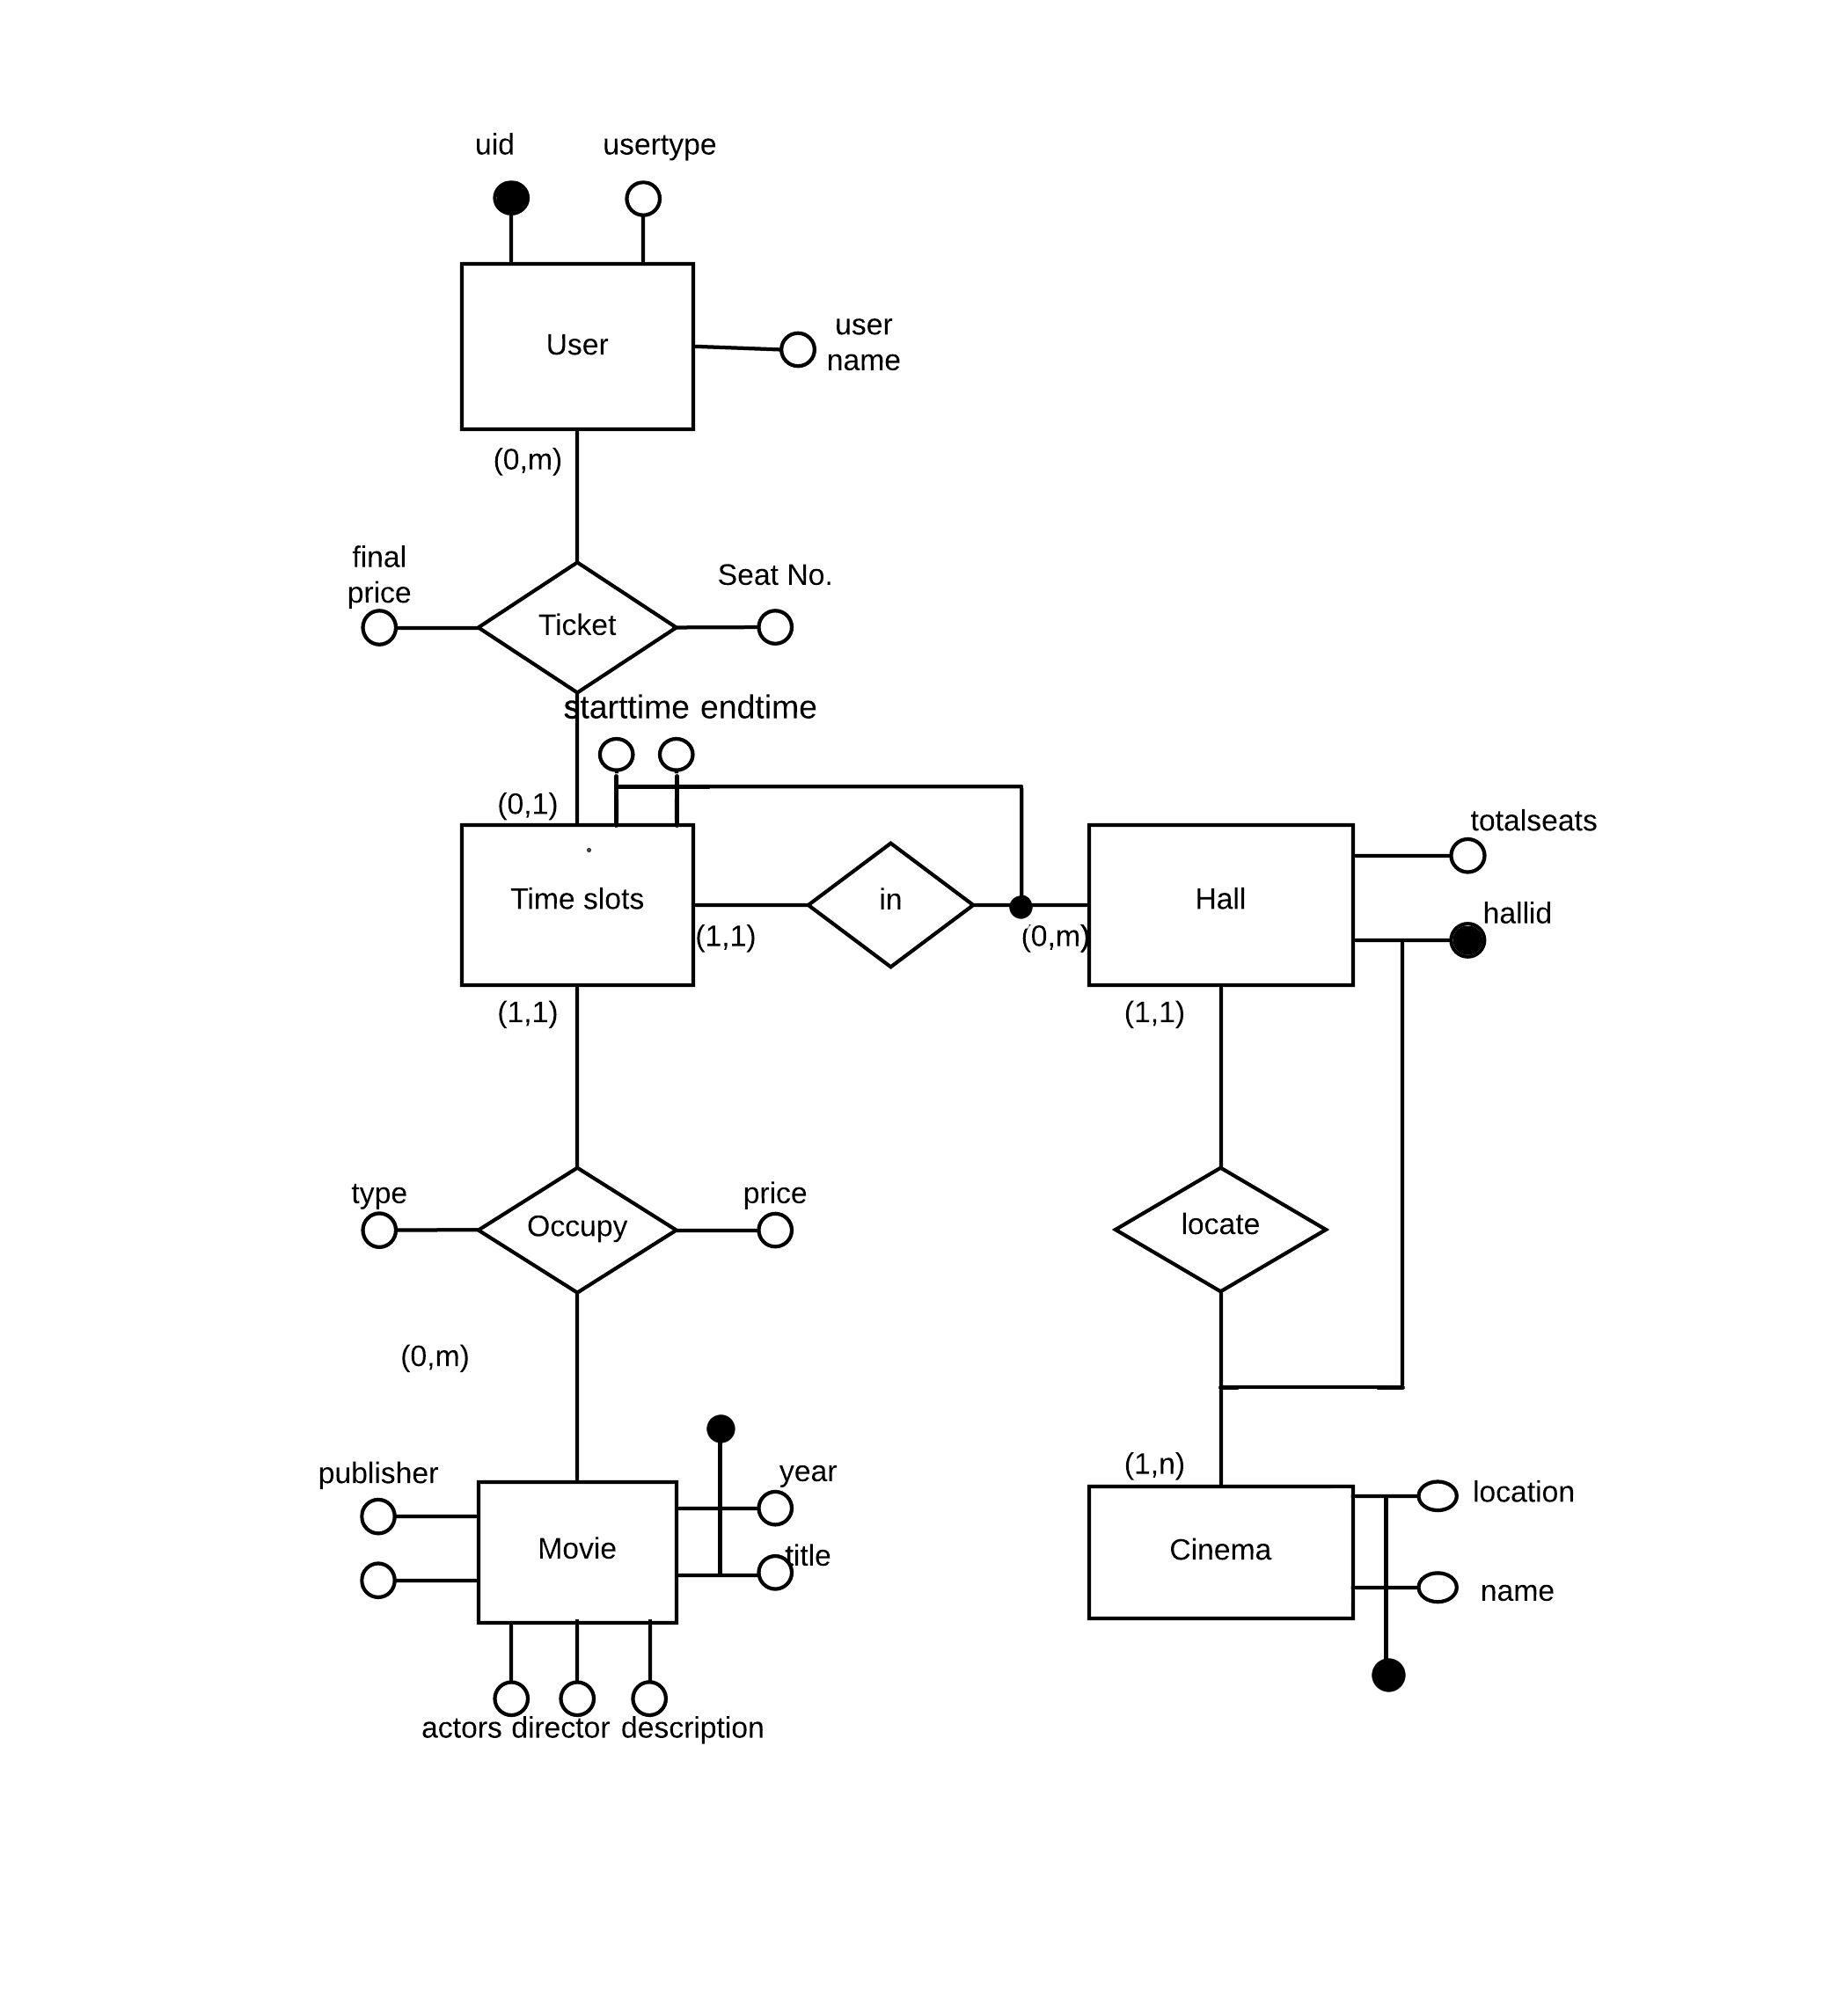 uid
usertype
User
user
name
(0,m)
final
price
Ticket
Seat No.
starttime endtime
(0,1)
Time slots
(1,1)
in
(0,m)
Hall
totalseats
hallid
(1,1)
(1,1)
type
Occupy
price
locate
(0,m)
publisher
year
title
Movie
(1,n)
Cinema
location
name
actors director description